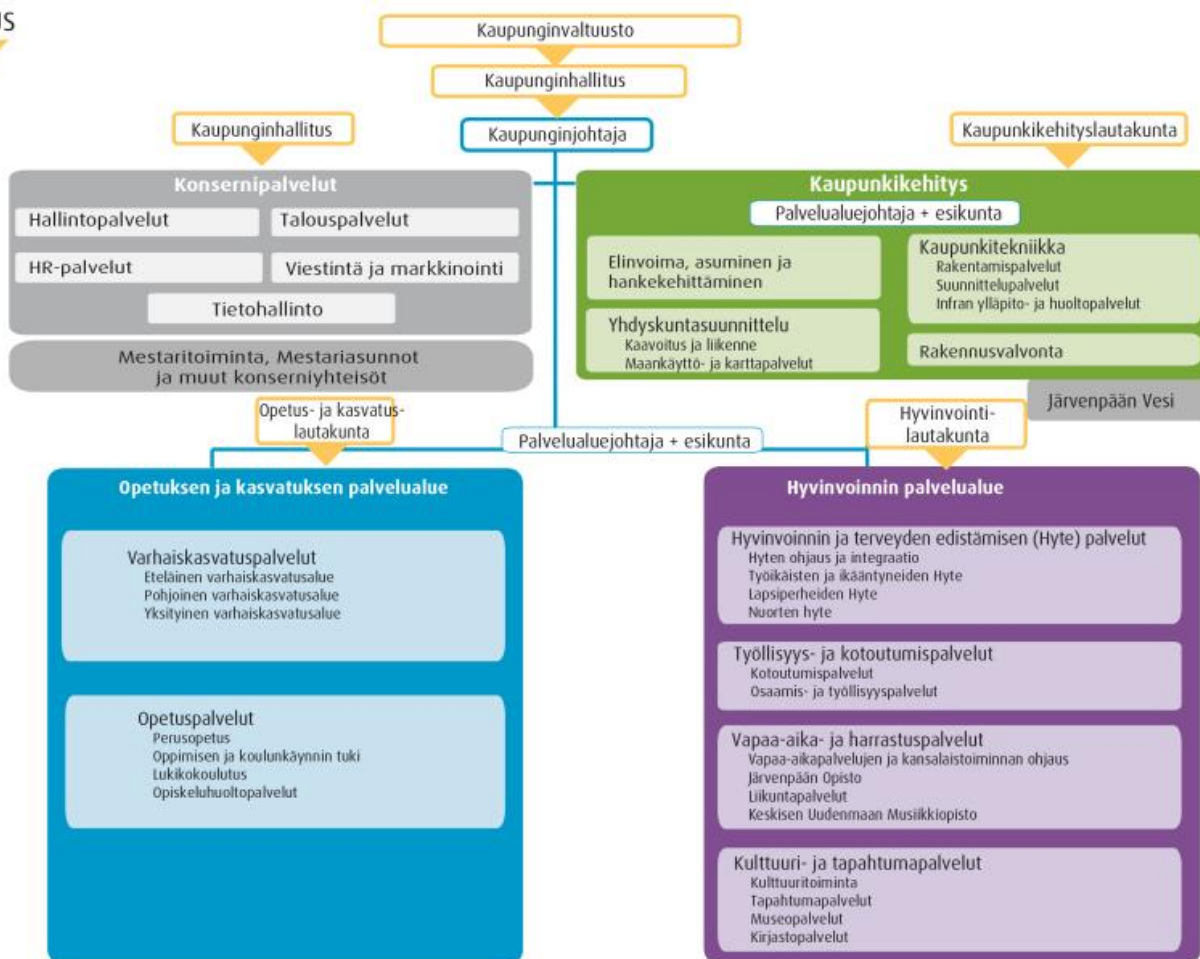 Kaupunginvaltuusto
Kaupunginhallitus
Kaupunginjohtaja
Kaupunginhallitus
Kaupunkikehityslautakunta
Konsernipalvelut
Hallintopalvelut
Talouspalvelut
HR-palvelut
Viestintä ja markkinointi
Tietohallinto
Mestaritoiminta, Mestariasunnot
ja muut konserniyhteisöt
Kaupunkikehitys
Palvelualuejohtaja + esikunta
Elinvoima, asuminen ja
hankekehittäminen
Yhdyskuntasuunnittelu
Kaavoitus ja liikenne
Maankäyttö- ja karttapalvelut
Kaupunkitekniikka
Rakentamispalvelut
Suunnittelupalvelut
Infran ylläpito- ja huoltopalvelut
Rakennusvalvonta
Järvenpään Vesi
Opetus- ja kasvatus-
lautakunta
Palvelualuejohtaja + esikunta
Hyvinvointi-
lautakunta
Opetuksen ja kasvatuksen palvelualue
Varhaiskasvatuspalvelut
Eteläinen varhaiskasvatusalue
Pohjoinen varhaiskasvatusalue
Yksityinen varhaiskasvatusalue
Opetuspalvelut
Perusopetus
Oppimisen ja koulunkäynnin tuki
Lukikokoulutus
Opiskeluhuoltopalvelut
Hyvinvoinnin palvelualue
Hyvinvoinnin ja terveyden edistämisen (Hyte) palvelut
Hyten ohjaus ja integraatio
Työikäisten ja ikääntyneiden Hyte
Lapsiperheiden Hyte
Nuorten hyte
Työllisyys- ja kotoutumispalvelut
Kotoutumispalvelut
Osaamis- ja työllisyyspalvelut
Vapaa-aika- ja harrastuspalvelut
Vapaa-aikapalvelujen ja kansalaistoiminnan ohjaus
Järvenpään Opisto
Liikuntapalvelut
Keskisen Uudenmaan Musiikkiopisto
Kulttuuri- ja tapahtumapalvelut
Kulttuuritoiminta
Tapahtumapalvelut
Museopalvelut
Kirjastopalvelut